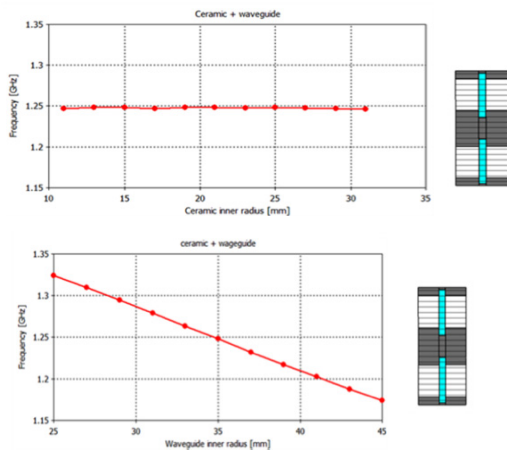 Ceramic + waveguide
1.35
1.3
1.25
1.2
1.15
Frequency [GHz]
10 15 20 25 30 35
Ceramic inner radius [mm]
ceramic + wageguide
1.35
1.3
1.25
1.2
1.15
Frequency [GHz]
25 30 35 40 45
Waveguide inner radius [mm]